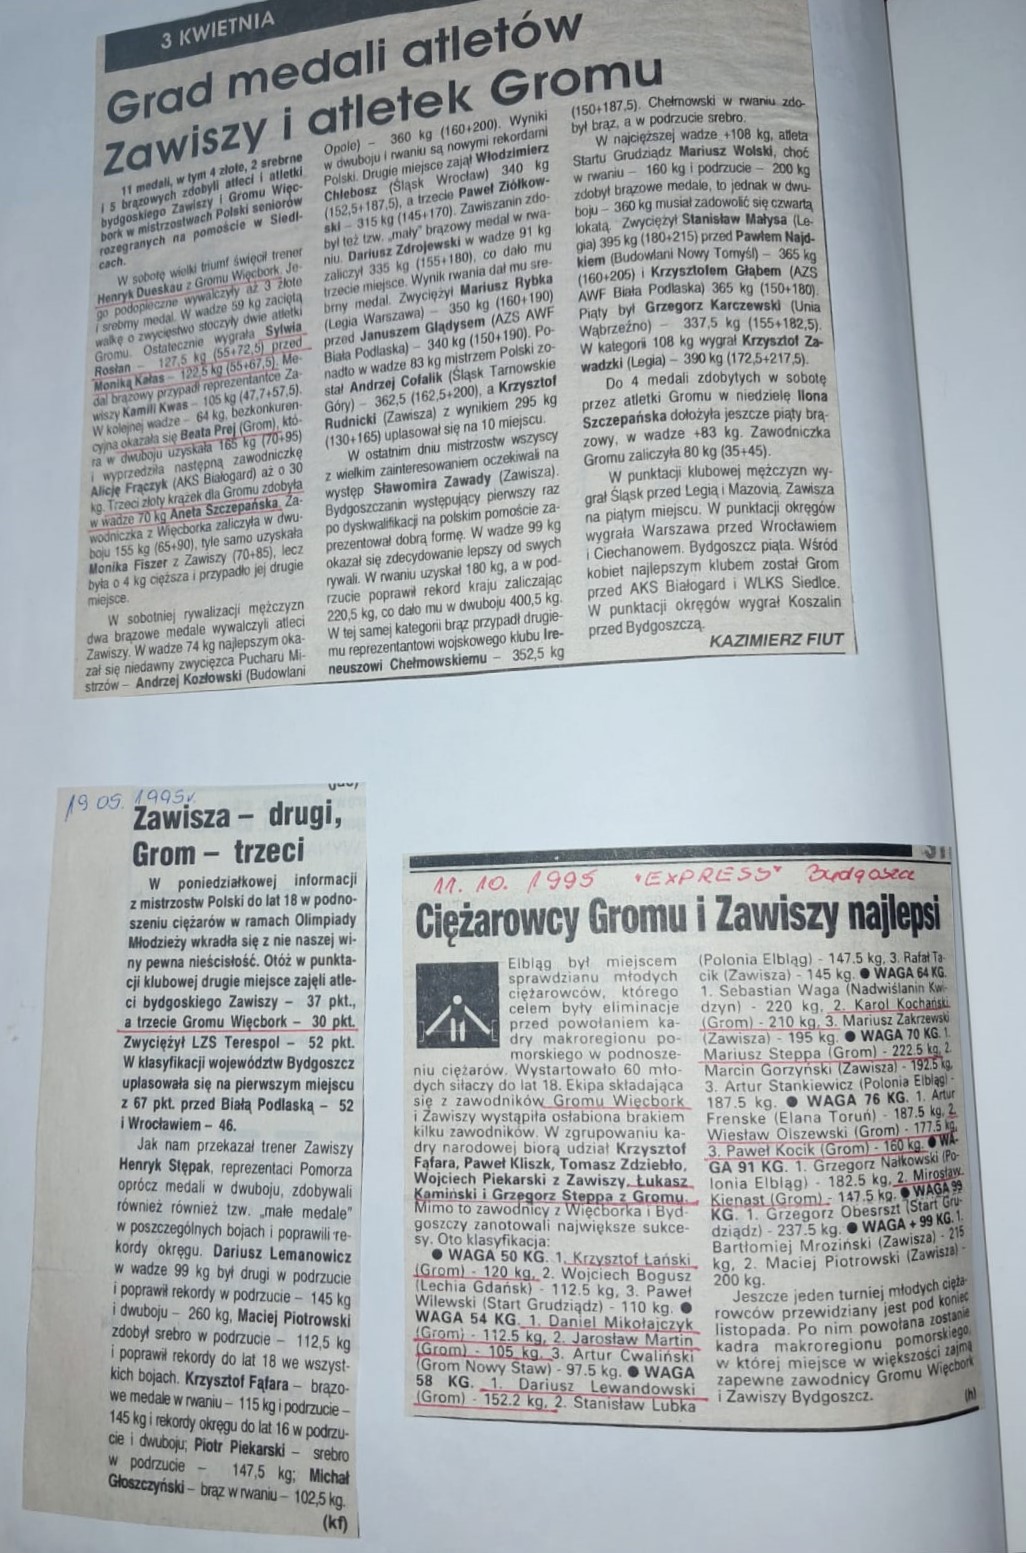 3 KWIETNIA
Grad medali atletów
Zawiszy i atletek Gromu
11 medali, w tym 4 złote, 2 srebrne
i 5 brązowych zdobyli atleci i atletki
bydgoskiego Zawiszy i Gromu Więc-
bork w mistrzostwach Polski seniorów
rozegranych na pomoście w Siedl-
cach.
W sobotę wielki triumf święcił trener
Henryk Dueskau z Gromu Więcbork. Je-
go podopieczne wywalczyły aż 3 złote
i srebrny medal. W wadze 59 kg zaciętą
walkę o zwycięstwo stoczyły dwie atletki
Gromu. Ostatecznie wygrała Sylwia
Rosłan – 127,5 kg (55+72,5) przed
Moniką Kałas – 122,5 kg (55+67,5). Me-
dal brązowy przypadł reprezentantce Za-
wiszy Kamili Kwas – 105 kg (47,7+57,5).
W kolejnej wadze – 64 kg, bezkonkuren-
cyjna okazała się Beata Prej (Grom), któ-
ra w dwuboju uzyskała 165 kg (70+95)
i wyprzedziła następną zawodniczkę
Alicję Frączyk (AKS Białogard) aż o 30
kg. Trzeci złoty krążek dla Gromu zdobyła
w wadze 70 kg Aneta Szczepańska. Za-
wodniczka z Więcborka zaliczyła w dwu-
boju 155 kg (65+90), tyle samo uzyskała
Monika Fiszer z Zawiszy (70+85), lecz
była o 4 kg cięższa i przypadło jej drugie
miejsce.
W sobotniej rywalizacji mężczyzn
dwa brązowe medale wywalczyli atleci
Zawiszy. W wadze 74 kg najlepszym oka-
zał się niedawny zwycięzca Pucharu Mi-
strzów – Andrzej Kozłowski (Budowlani
Opole) – 360 kg (160+200). Wyniki
w dwuboju i rwaniu są nowymi rekordami
Polski. Drugie miejsce zajął Włodzimierz
Chlebosz (Śląsk Wrocław) 340 kg
(152,5+187,5), a trzecie Paweł Ziółkow-
ski – 315 kg (145+170). Zawiszanin zdo-
był też tzw. „mały" brązowy medal w rwa-
niu. Dariusz Zdrojewski w wadze 91 kg
zaliczył 335 kg (155+180), co dało mu
trzecie miejsce. Wynik rwania dał mu sre-
brny medal. Zwyciężył Mariusz Rybka
(Legia Warszawa) – 350 kg (160+190)
przed Januszem Gładysem (AZS AWF
Biała Podlaska) – 340 kg (150+190). Po-
nadto w wadze 83 kg mistrzem Polski zo-
stał Andrzej Cofalik (Śląsk Tarnowskie
Góry) – 362,5 (162,5+200), a Krzysztof
Rudnicki (Zawisza) z wynikiem 295 kg
(130+165) uplasował się na 10 miejscu.
W ostatnim dniu mistrzostw wszyscy
z wielkim zainteresowaniem oczekiwali na
występ Sławomira Zawady (Zawisza).
Bydgoszczanin występujący pierwszy raz
po dyskwalifikacji na polskim pomoście za-
prezentował dobrą formę. W wadze 99 kg
okazał się zdecydowanie lepszy od swych
rywali. W rwaniu uzyskał 180 kg, a w pod-
rzucie poprawił rekord kraju zaliczając
220,5 kg, co dało mu w dwuboju 400,5 kg.
W tej samej kategorii brąz przypadł drugie-
mu reprezentantowi wojskowego klubu Ire-
neuszowi Chełmowskiemu – 352,5 kg
(150+187,5). Chełmowski w rwaniu zdo-
był brąz, a w podrzucie srebro.
W najcięższej wadze +108 kg, atleta
Startu Grudziądz Mariusz Wolski, choć
w rwaniu – 160 kg i podrzucie – 200 kg
zdobył brązowe medale, to jednak w dwu-
boju – 360 kg musiał zadowolić się czwartą
lokatą. Zwyciężył Stanisław Małysa (Le-
gia) 395 kg (180+215) przed Pawłem Najd-
kiem (Budowlani Nowy Tomyśl) – 365 kg
(160+205) i Krzysztofem Głąbem (AZS
AWF Biała Podlaska) 365 kg (150+180).
Piąty był Grzegorz Karczewski (Unia
Wąbrzeźno) – 337,5 kg (155+182,5).
W kategorii 108 kg wygrał Krzysztof Za-
wadzki (Legia) – 390 kg (172,5+217,5).
Do 4 medali zdobytych w sobotę
przez atletki Gromu w niedzielę Ilona
Szczepańska dołożyła jeszcze piąty brą-
zowy, w wadze +83 kg. Zawodniczka
Gromu zaliczyła 80 kg (35+45).
W punktacji klubowej mężczyzn wy-
grał Śląsk przed Legią i Mazovią. Zawisza
na piątym miejscu. W punktacji okręgów
wygrała Warszawa przed Wrocławiem
i Ciechanowem. Bydgoszcz piąta. Wśród
kobiet najlepszym klubem został Grom
przed AKS Białogard i WLKS Siedlce.
W punktacji okręgów wygrał Koszalin
przed Bydgoszczą.
KAZIMIERZ FIUT
19 05. 1995r.
Zawisza – drugi,
Grom – trzeci
W poniedziałkowej informacji
z mistrzostw Polski do lat 18 w podno-
szeniu ciężarów w ramach Olimpiady
Młodzieży wkradła się z nie naszej wi-
ny pewna nieścisłość. Otóż w punkta-
cji klubowej drugie miejsce zajęli atle-
ci bydgoskiego Zawiszy – 37 pkt.,
a trzecie Gromu Więcbork – 30 pkt.
Zwyciężył LZS Terespol – 52 pkt.
W klasyfikacji województw Bydgoszcz
uplasowała się na pierwszym miejscu
z 67 pkt. przed Białą Podlaską – 52
i Wrocławiem – 46.
Jak nam przekazał trener Zawiszy
Henryk Stępak, reprezentaci Pomorza
oprócz medali w dwuboju, zdobywali
również również tzw. „małe medale"
w poszczególnych bojach i poprawili re-
kordy okręgu. Dariusz Lemanowicz
w wadze 99 kg był drugi w podrzucie
i poprawił rekordy w podrzucie – 145 kg
i dwuboju – 260 kg, Maciej Piotrowski
zdobył srebro w podrzucie – 112,5 kg
i poprawił rekordy do lat 18 we wszyst-
kich bojach. Krzysztof Fąfara – brązo-
we medale w rwaniu – 115 kg i podrzucie –
145 kg i rekordy okręgu do lat 16 w podrzu-
cie i dwuboju; Piotr Piekarski – srebro
w podrzucie – 147,5 kg; Michał
Głoszczyński – brąz w rwaniu – 102,5 kg.
(kf)
11. 10. 1995 "EXPRESS" Bydgoszcz
Ciężarowcy Gromu i Zawiszy najlepsi
Elbląg był miejscem
sprawdzianu młodych
ciężarowców, którego
celem były eliminacje
przed powołaniem ka-
dry makroregionu po-
morskiego w podnosze-
niu ciężarów. Wystartowało 60 mło-
dych siłaczy do lat 18. Ekipa składająca
się z zawodników Gromu Więcbork
i Zawiszy wystąpiła osłabiona brakiem
kilku zawodników. W zgrupowaniu ka-
dry narodowej biorą udział Krzysztof
Fąfara, Paweł Kliszk, Tomasz Zdziebło,
Wojciech Piekarski z Zawiszy, Łukasz
Kamiński i Grzegorz Steppa z Gromu.
Mimo to zawodnicy z Więcborka i Byd-
goszczy zanotowali największe sukce-
sy. Oto klasyfikacja:
● WAGA 50 KG. 1. Krzysztof Łański
(Grom) - 120 kg, 2. Wojciech Bogusz
(Lechia Gdańsk) - 112.5 kg, 3. Paweł
Wilewski (Start Grudziądz) - 110 kg. ●
WAGA 54 KG. 1. Daniel Mikołajczyk
(Grom) - 112.5 kg, 2. Jarosław Martin
(Grom) - 105 kg, 3. Artur Cwaliński
(Grom Nowy Staw) - 97.5 kg. ● WAGA
58 KG. 1. Dariusz Lewandowski
(Grom) - 152.2 kg, 2. Stanisław Lubka
(Polonia Elbląg) - 147.5 kg, 3. Rafał Ta-
cik (Zawisza) - 145 kg. ● WAGA 64 KG.
1. Sebastian Waga (Nadwiślanin Kwi-
dzyn) - 220 kg, 2. Karol Kochański
(Grom) - 210 kg, 3. Mariusz Zakrzewski
(Zawisza) - 195 kg. ● WAGA 70 KG. 1.
Mariusz Steppa (Grom) - 222.5 kg, 2.
Marcin Gorzyński (Zawisza) - 192.5 kg,
3. Artur Stankiewicz (Polonia Elbląg) -
187.5 kg. ● WAGA 76 KG. 1. Artur
Frenske (Elana Toruń) - 187.5 kg, 2.
Wiesław Olszewski (Grom) - 177.5 kg,
3. Paweł Kocik (Grom) - 160 kg. ● WA-
GA 91 KG. 1. Grzegorz Nałkowski (Po-
lonia Elbląg) - 182.5 kg, 2. Mirosław
Kienast (Grom) - 147.5 kg. ● WAGA 99
KG. 1. Grzegorz Obesrszt (Start Gru-
dziądz) - 237.5 kg. ● WAGA + 99 KG. 1.
Bartłomiej Mroziński (Zawisza) - 215
kg, 2. Maciej Piotrowski (Zawisza) -
200 kg.
Jeszcze jeden turniej młodych cięża-
rowców przewidziany jest pod koniec
listopada. Po nim powołana zostanie
kadra makroregionu pomorskiego,
w której miejsce w większości zajmą
zapewne zawodnicy Gromu Więcbork
i Zawiszy Bydgoszcz.
(h)